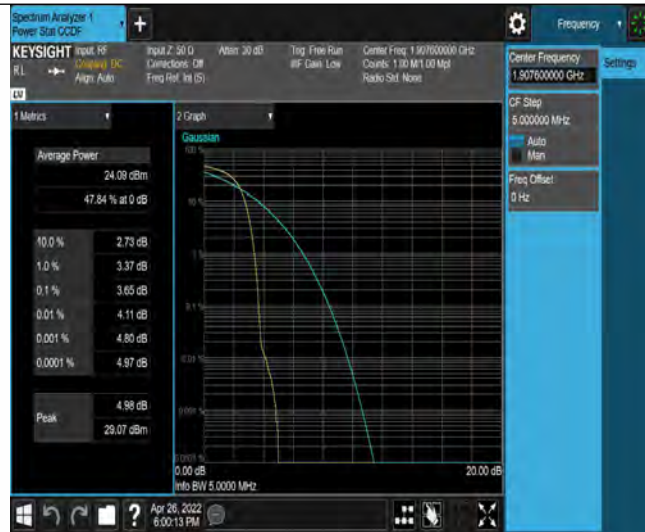 Spectrum Analyzer 1
Power Stat CCDF
Frequency
KEYSIGHT
Input: RF
Coupling: DC
Align: Auto
Input Z: 50 Ω
Corrections: Off
Freq Ref: Int (S)
Atten: 30 dB
Trig: Free Run
#IF Gain: Low
Center Freq: 1.907600000 GHz
Counts: 1.00 M/1.00 Mpt
Radio Std: None
R L
Center Frequency
1.907600000 GHz
Settings
CF Step
5.000000 MHz
Auto
Man
Freq Offset
0 Hz
1 Metrics
2 Graph
Gaussian
Average Power
24.09 dBm
47.84 % at 0 dB
10.0 %
2.73 dB
1.0 %
3.37 dB
0.1 %
3.65 dB
0.01 %
4.11 dB
0.001 %
4.80 dB
0.0001 %
4.97 dB
Peak
4.98 dB
29.07 dBm
100 %
10 %
1 %
0.1 %
0.01 %
0.001 %
0.0001 %
0.00 dB
20.00 dB
Info BW 5.0000 MHz
Apr 26, 2022
6:00:13 PM